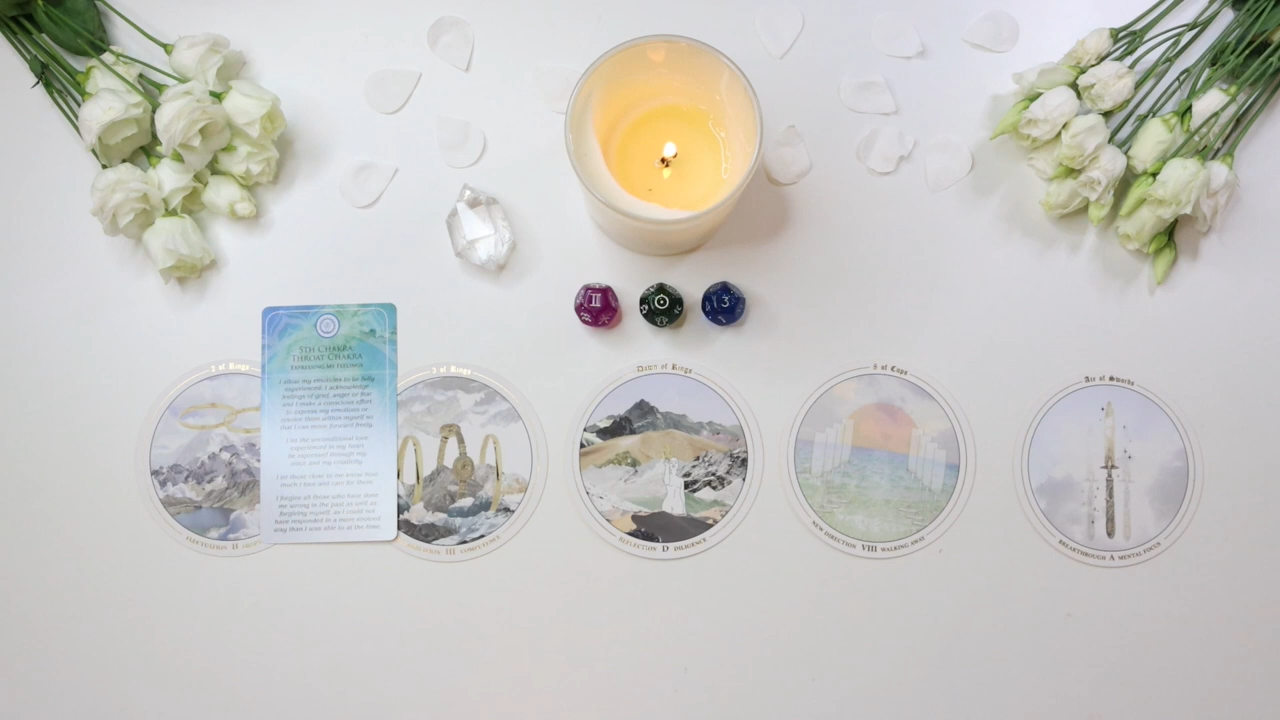 ♊ ☉ 3
5TH CHAKRA:
THROAT CHAKRA
EXPRESSING MY FEELINGS
I allow my emotions to be fully
experienced. I acknowledge
feelings of grief, anger or fear
and I make a conscious effort
to express my emotions or
resolve them within myself so
that I can move forward freely.
I let the unconditional love
experienced in my heart
be expressed through my
voice and my creativity.
I let those close to me know how
much I love and care for them.
I forgive all those who have done
me wrong in the past as well as
forgiving myself, as I could not
have responded in a more evolved
way than I was able to at the time.
2 of Rings
II
3 of Rings
III COMPETENCE
Dawn of Rings
REFLECTION D DILIGENCE
8 of Cups
NEW DIRECTION VIII WALKING AWAY
Ace of Swords
BREAKTHROUGH A MENTAL FOCUS